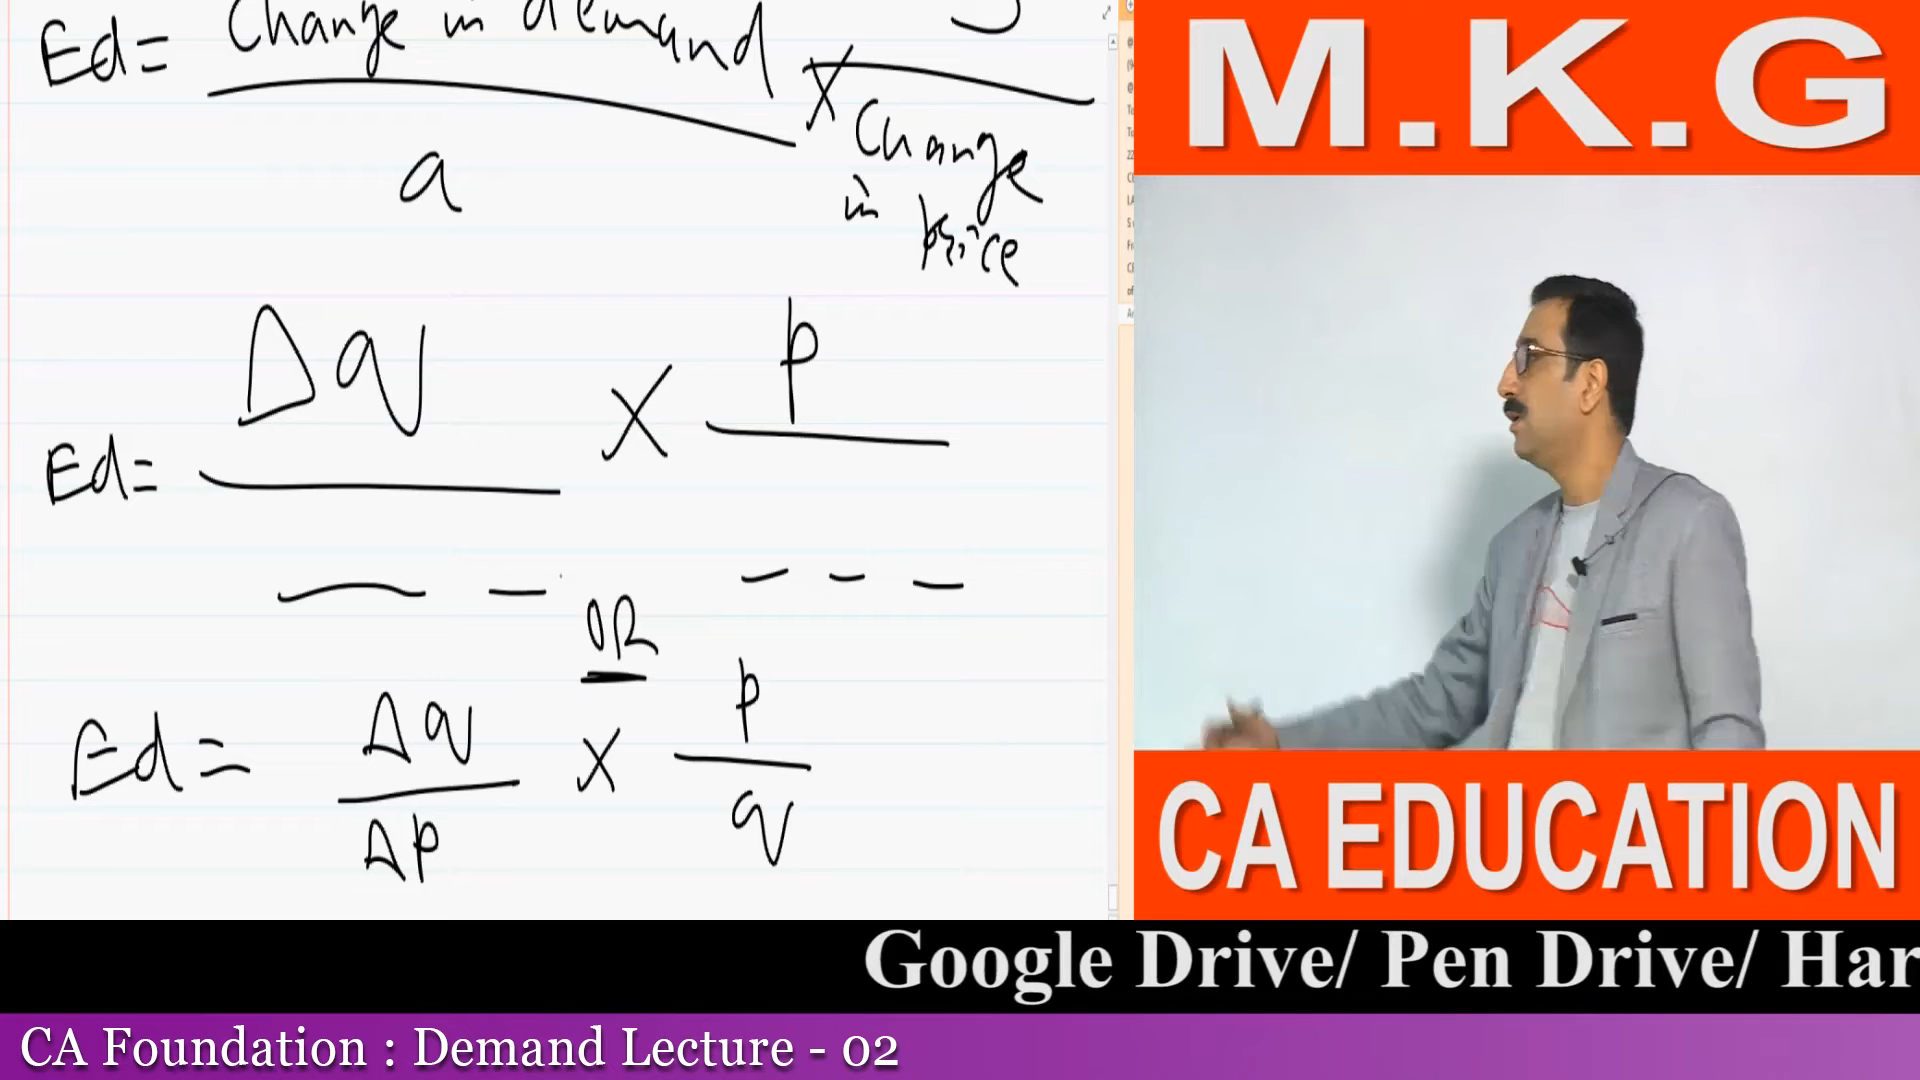 Ed = Change in demand
a
X
Change
in price
Ed = Δq X p
OR
Ed = Δq X p
Δp q
M.K.G
CA EDUCATION
Google Drive/ Pen Drive/ Har
CA Foundation : Demand Lecture - 02